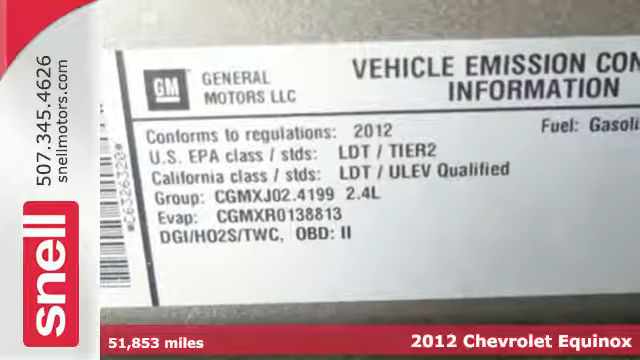 507.345.4626
snellmotors.com
snell
*C6326320*
GM
GENERAL
MOTORS LLC
VEHICLE EMISSION CON
INFORMATION
Conforms to regulations: 2012
Fuel: Gasoli
U.S. EPA class / stds: LDT / TIER2
California class / stds: LDT / ULEV Qualified
Group: CGMXJ02.4199 2.4L
Evap: CGMXR0138813
DGI/HO2S/TWC, OBD: II
51,853 miles
2012 Chevrolet Equinox